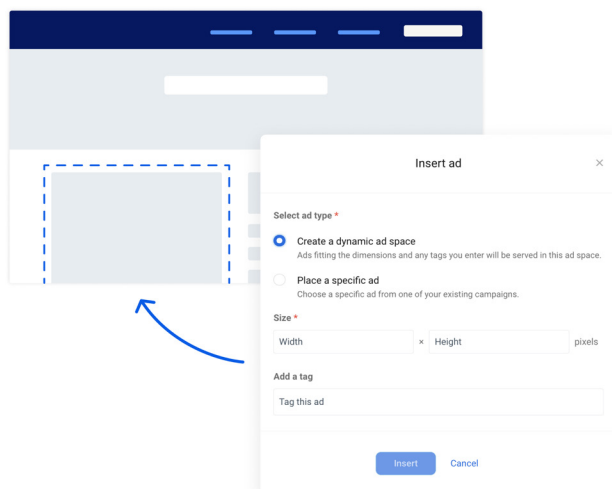 Insert ad
×
Select ad type *
Create a dynamic ad space
Ads fitting the dimensions and any tags you enter will be served in this ad space.
Place a specific ad
Choose a specific ad from one of your existing campaigns.
Size *
Width × Height pixels
Add a tag
Tag this ad
Insert Cancel